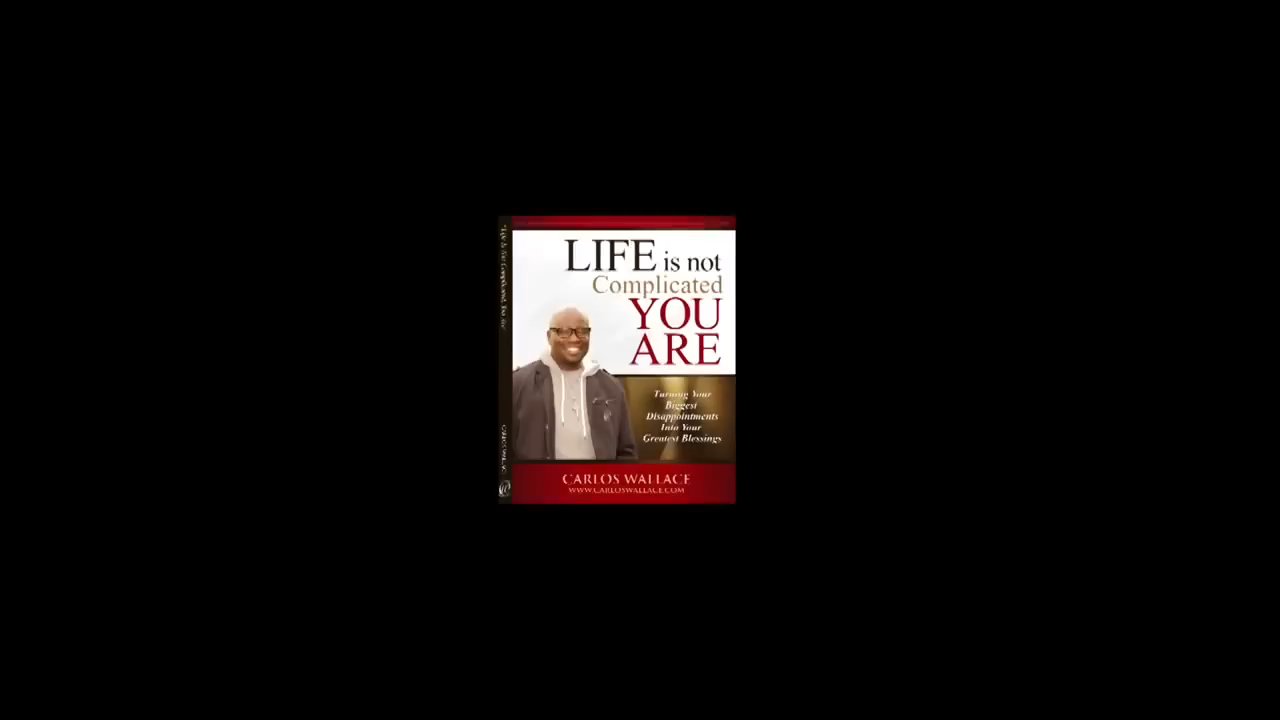 LIFE is not
Complicated
YOU
ARE
Turning Your
Biggest
Disappointments
Into Your
Greatest Blessings
CARLOS WALLACE
WWW.CARLOSWALLACE.COM